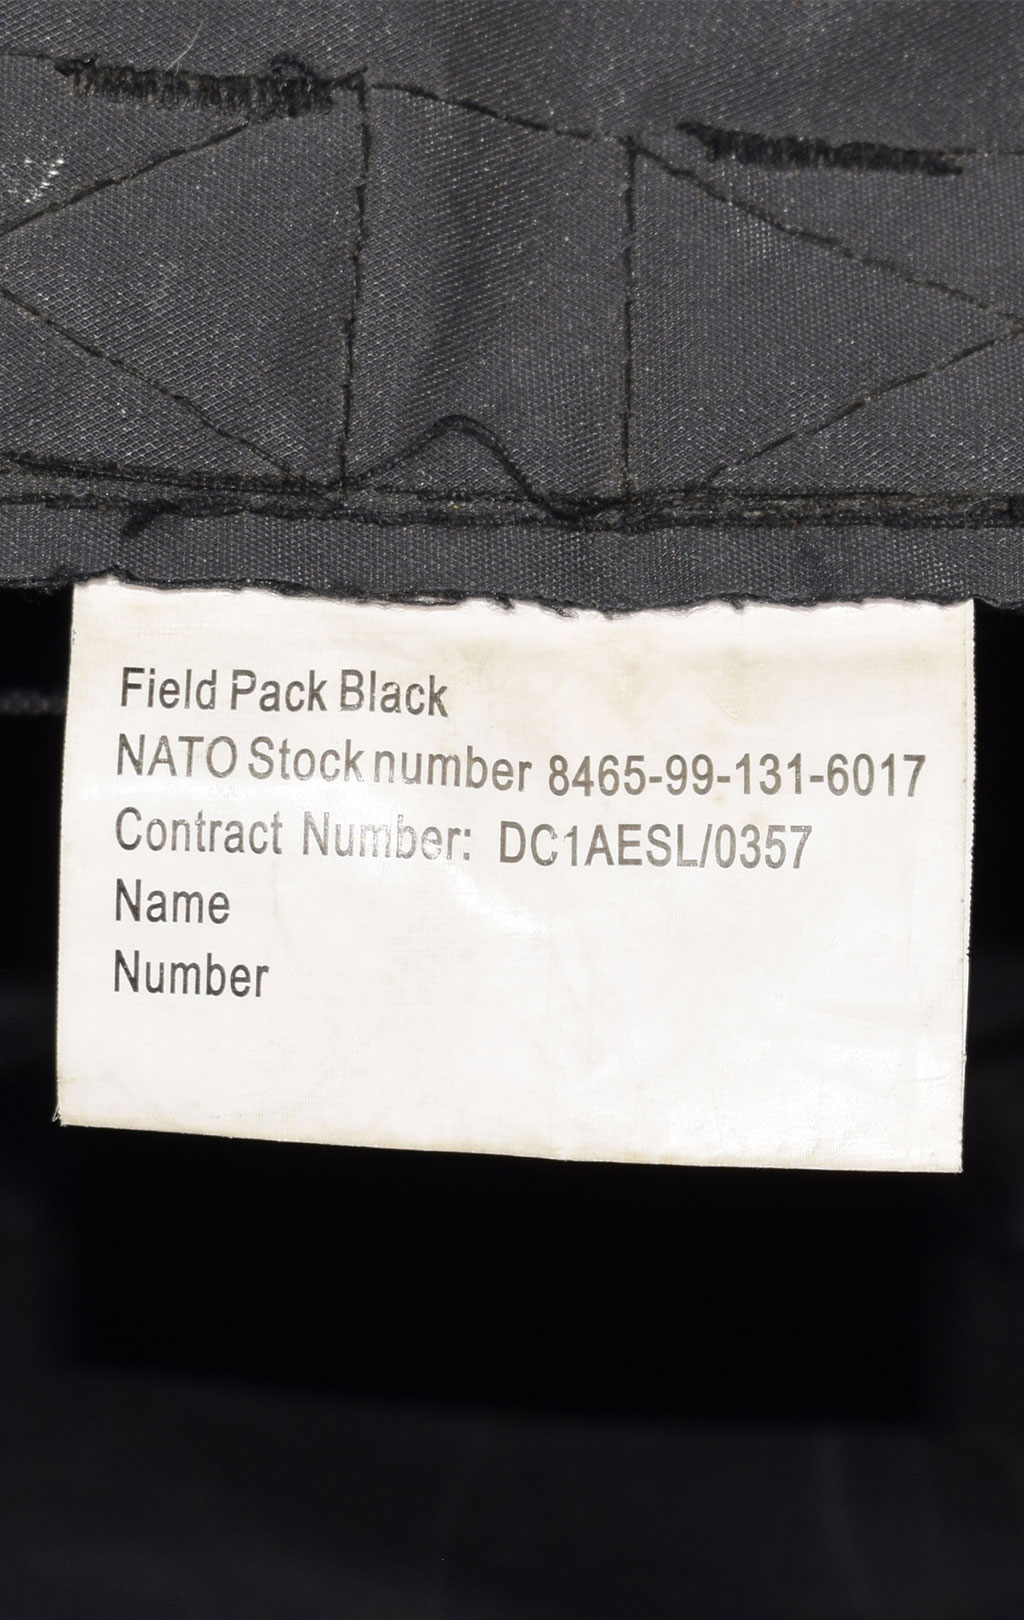 Field Pack Black
NATO Stock number 8465-99-131-6017
Contract Number: DC1AESL/0357
Name
Number